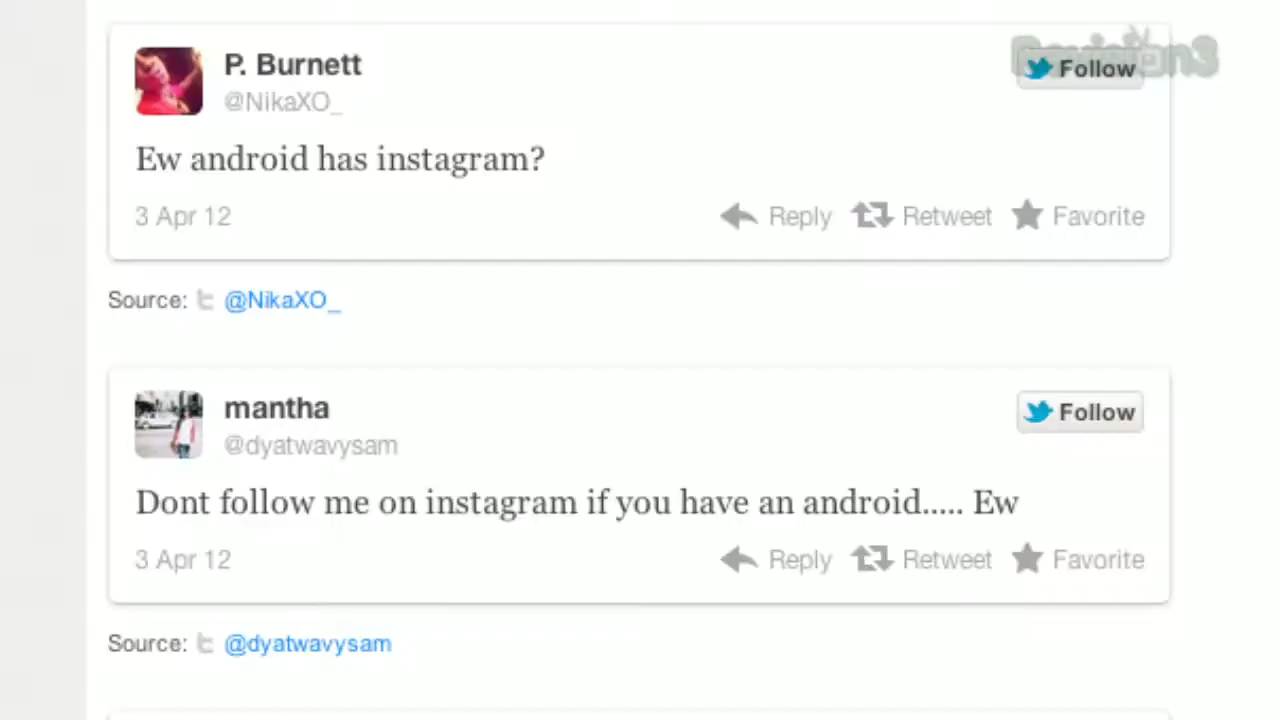 Revision3
P. Burnett
Follow
@NikaXO_
Ew android has instagram?
3 Apr 12
Reply
Retweet
Favorite
Source: @NikaXO_
mantha
Follow
@dyatwavysam
Dont follow me on instagram if you have an android..... Ew
3 Apr 12
Reply
Retweet
Favorite
Source: @dyatwavysam